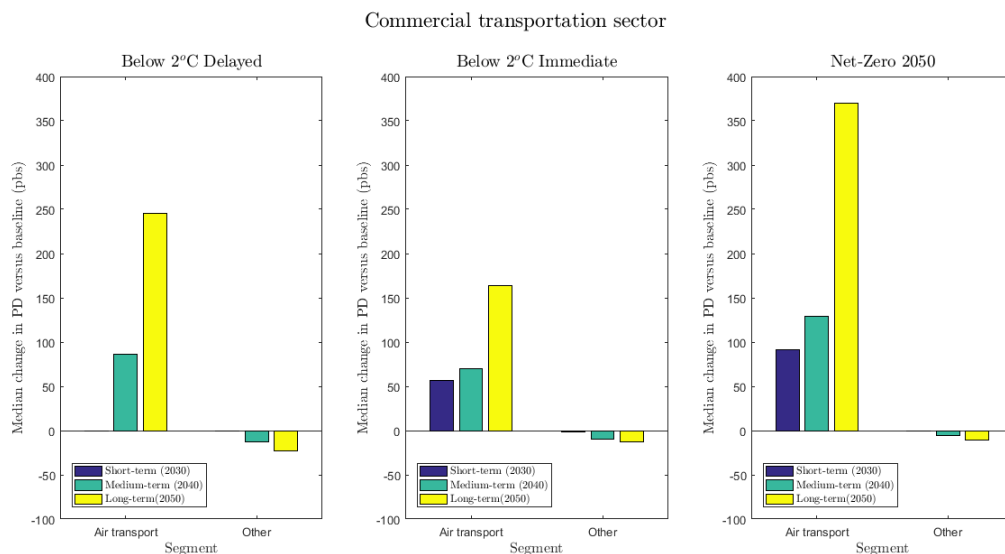 Commercial transportation sector
Below 2°C Delayed
Median change in PD versus baseline (pbs)
400
350
300
250
200
150
100
50
0
-50
-100
Short-term (2030)
Medium-term (2040)
Long-term(2050)
Air transport
Other
Segment
Below 2°C Immediate
Median change in PD versus baseline (pbs)
400
350
300
250
200
150
100
50
0
-50
-100
Short-term (2030)
Medium-term (2040)
Long-term(2050)
Air transport
Other
Segment
Net-Zero 2050
Median change in PD versus baseline (pbs)
400
350
300
250
200
150
100
50
0
-50
-100
Short-term (2030)
Medium-term (2040)
Long-term(2050)
Air transport
Other
Segment